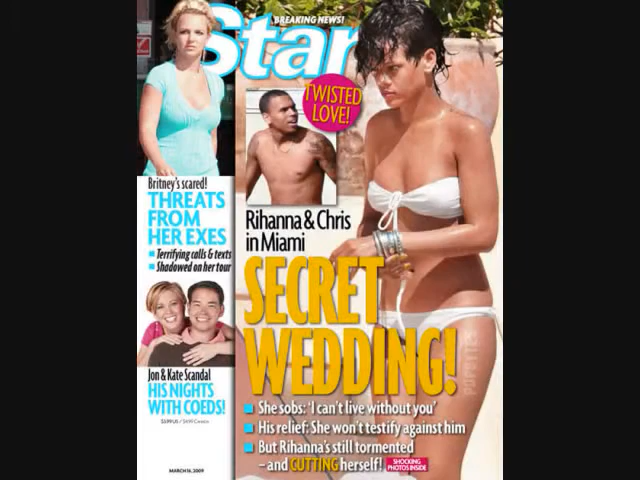 BREAKING NEWS!
Star
TWISTED
LOVE!
Britney's scared!
THREATS
FROM
HER EXES
Terrifying calls & texts
Shadowed on her tour
Rihanna & Chris
in Miami
SECRET
WEDDING!
She sobs: 'I can't live without you'
His relief: She won't testify against him
But Rihanna's still tormented
– and CUTTING herself!
SHOCKING
PHOTOS INSIDE
Jon & Kate Scandal
HIS NIGHTS
WITH COEDS!
MARCH 16, 2009